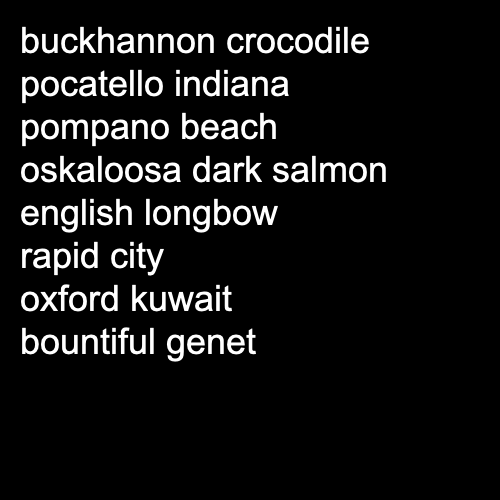 buckhannon crocodile
pocatello indiana
pompano beach
oskaloosa dark salmon
english longbow
rapid city
oxford kuwait
bountiful genet